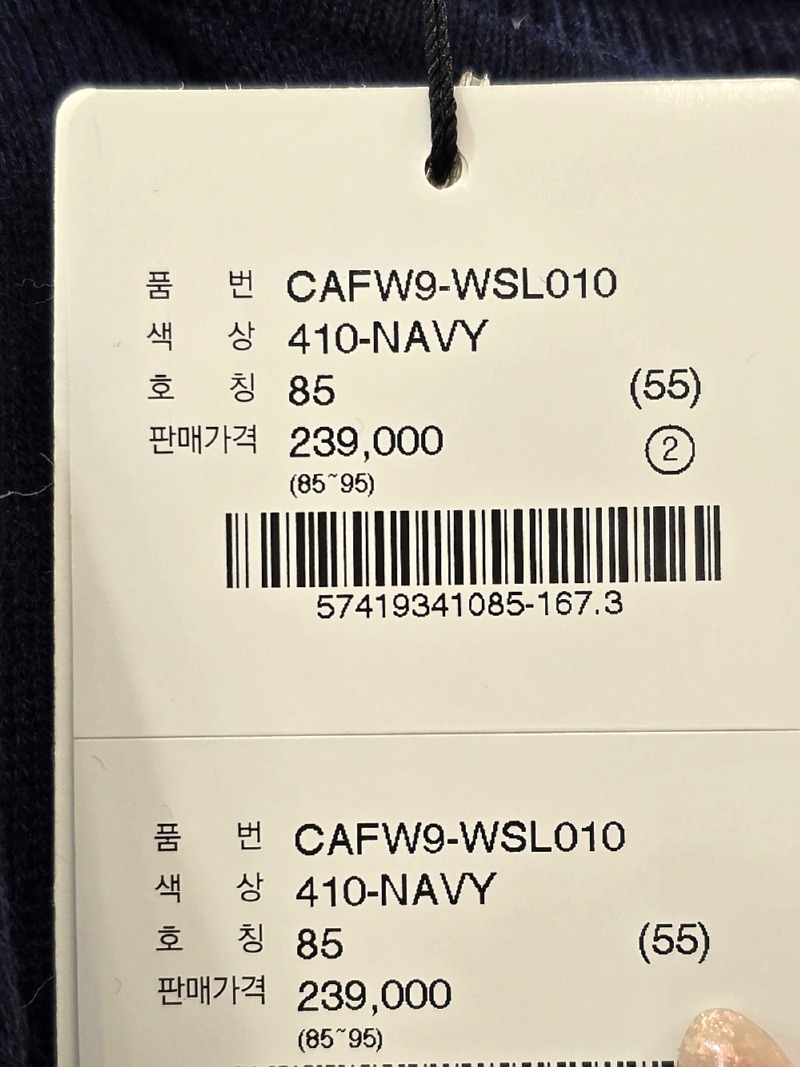 품 번 CAFW9-WSL010
색 상 410-NAVY
호 칭 85 (55)
판매가격 239,000 ②
(85~95)
57419341085-167.3
품 번 CAFW9-WSL010
색 상 410-NAVY
호 칭 85 (55)
판매가격 239,000
(85~95)